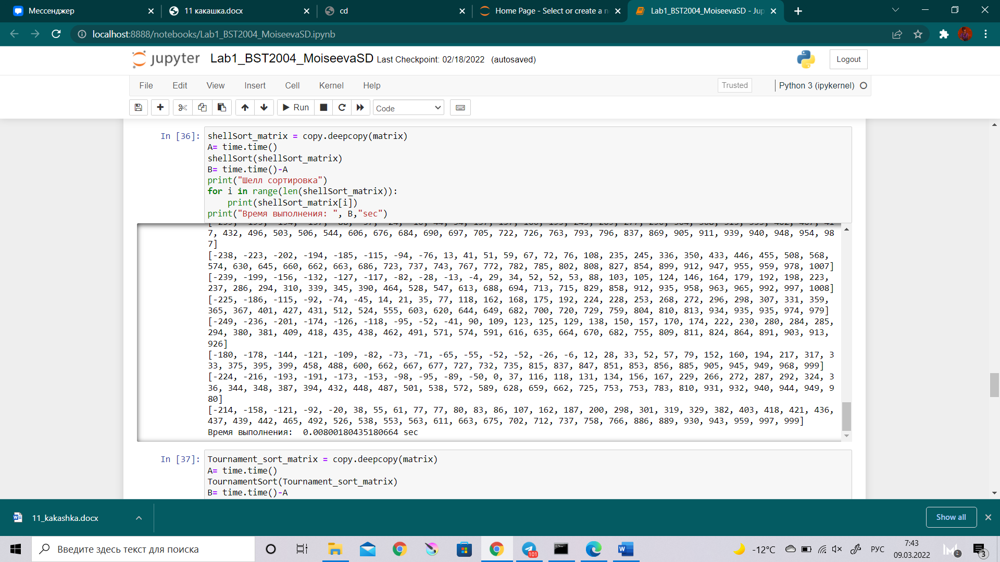 Мессенджер
11 какашка.docx
cd
Home Page - Select or create a n
Lab1_BST2004_MoiseevaSD - Jup
localhost:8888/notebooks/Lab1_BST2004_MoiseevaSD.ipynb
jupyter Lab1_BST2004_MoiseevaSD Last Checkpoint: 02/18/2022 (autosaved)
Logout
File Edit View Insert Cell Kernel Help
Trusted
Python 3 (ipykernel)
Run
Code
In [36]:
shellSort_matrix = copy.deepcopy(matrix)
A= time.time()
shellSort(shellSort_matrix)
B= time.time()-A
print("Шелл сортировка")
for i in range(len(shellSort_matrix)):
print(shellSort_matrix[i])
print("Время выполнения: ", B,"sec")
7, 432, 496, 503, 506, 544, 606, 676, 684, 690, 697, 705, 722, 726, 763, 793, 796, 837, 869, 905, 911, 939, 940, 948, 954, 98
7]
[-238, -223, -202, -194, -185, -115, -94, -76, 13, 41, 51, 59, 67, 72, 76, 108, 235, 245, 336, 350, 433, 446, 455, 508, 568,
574, 630, 645, 660, 662, 663, 686, 723, 737, 743, 767, 772, 782, 785, 802, 808, 827, 854, 899, 912, 947, 955, 959, 978, 1007]
[-239, -199, -156, -132, -127, -117, -82, -28, -13, -4, 29, 34, 52, 52, 53, 88, 103, 105, 124, 146, 164, 179, 192, 198, 223,
237, 286, 294, 310, 339, 345, 390, 464, 528, 547, 613, 688, 694, 713, 715, 829, 858, 912, 935, 958, 963, 965, 992, 997, 1008]
[-225, -186, -115, -92, -74, -45, 14, 21, 35, 77, 118, 162, 168, 175, 192, 224, 228, 253, 268, 272, 296, 298, 307, 331, 359,
365, 367, 401, 427, 431, 512, 524, 555, 603, 620, 644, 649, 682, 700, 720, 729, 759, 804, 810, 813, 934, 935, 935, 974, 979]
[-249, -236, -201, -174, -126, -118, -95, -52, -41, 90, 109, 123, 125, 129, 138, 150, 157, 170, 174, 222, 230, 280, 284, 285,
294, 380, 381, 409, 418, 435, 438, 462, 491, 571, 574, 591, 616, 635, 664, 670, 682, 755, 809, 811, 824, 864, 891, 903, 913,
926]
[-180, -178, -144, -121, -109, -82, -73, -71, -65, -55, -52, -52, -26, -6, 12, 28, 33, 52, 57, 79, 152, 160, 194, 217, 317, 3
33, 375, 395, 399, 458, 488, 600, 662, 667, 677, 727, 732, 735, 815, 837, 847, 851, 853, 856, 885, 905, 945, 949, 968, 999]
[-224, -216, -193, -191, -173, -153, -98, -95, -89, -50, 0, 37, 116, 118, 131, 134, 156, 167, 229, 266, 272, 287, 292, 324, 3
36, 344, 348, 387, 394, 432, 448, 487, 501, 538, 572, 589, 628, 659, 662, 725, 753, 753, 783, 810, 931, 932, 940, 944, 949, 9
80]
[-214, -158, -121, -92, -20, 38, 55, 61, 77, 77, 80, 83, 86, 107, 162, 187, 200, 298, 301, 319, 329, 382, 403, 418, 421, 436,
437, 439, 442, 465, 492, 526, 538, 553, 563, 611, 663, 675, 702, 712, 737, 758, 766, 886, 889, 930, 943, 959, 997, 999]
Время выполнения:  0.00800180435180664 sec
In [37]:
Tournament_sort_matrix = copy.deepcopy(matrix)
A= time.time()
TournamentSort(Tournament_sort_matrix)
B= time.time()-A
11_kakashka.docx
Show all
Введите здесь текст для поиска
101
-12°C
РУС
7:43
09.03.2022
2
3